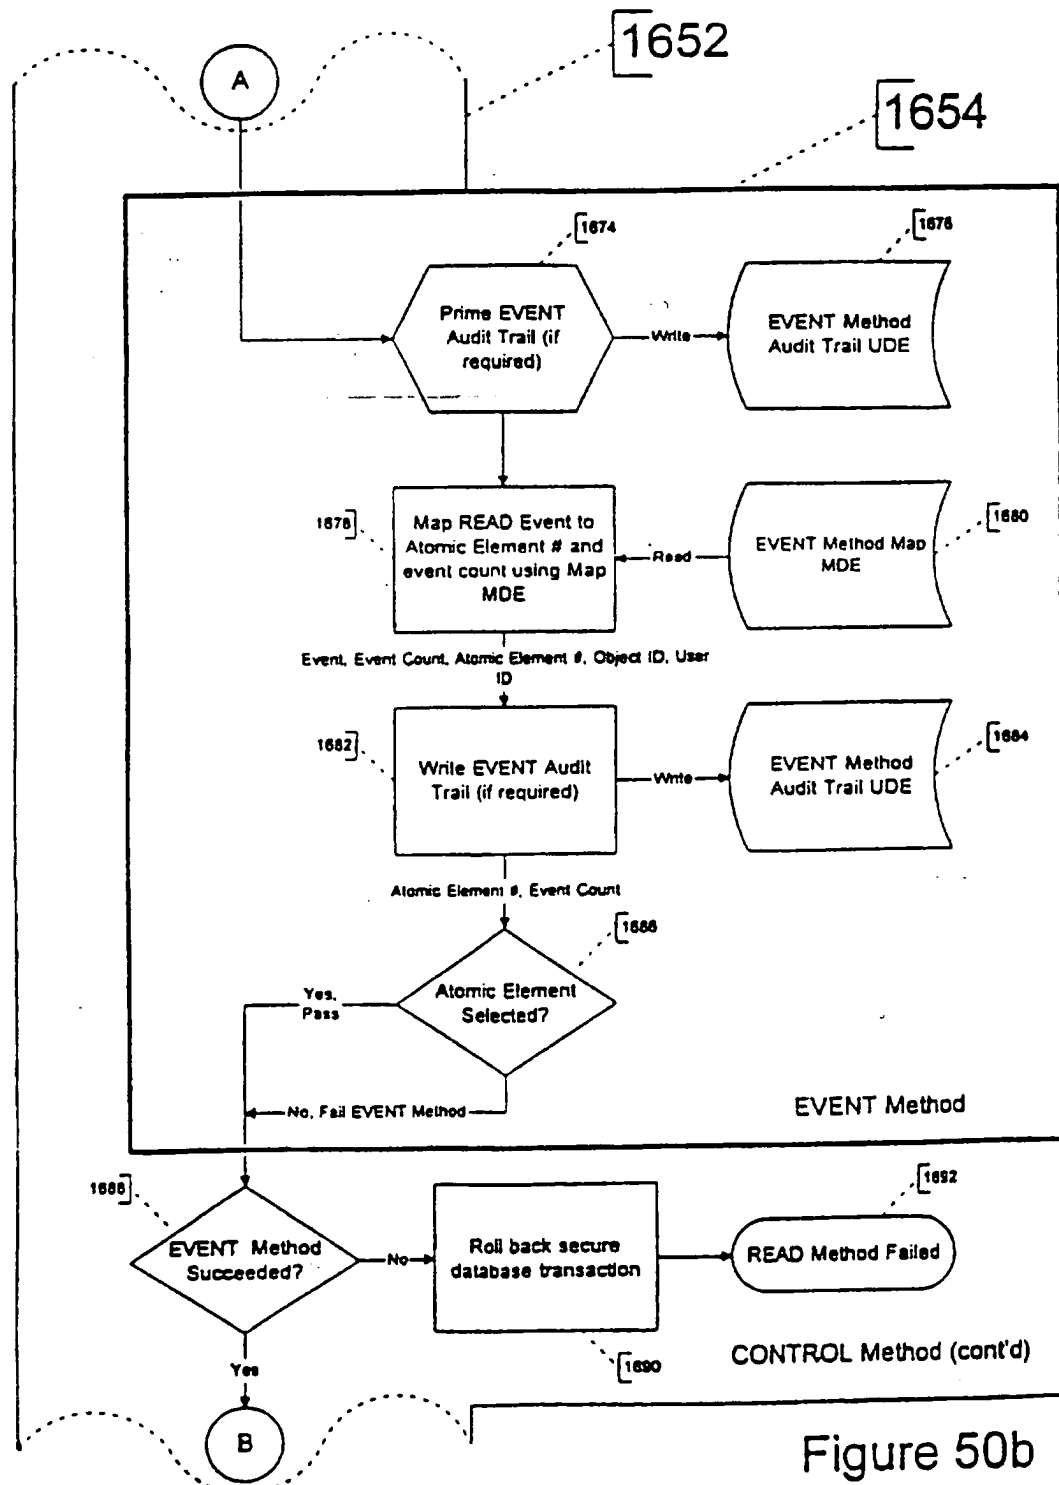 1652
A
1654
1674
1676
Prime EVENT
Audit Trail (if
required)
Write
EVENT Method
Audit Trail UDE
1678
Map READ Event to
Atomic Element # and
event count using Map
MDE
Read
EVENT Method Map
MDE
1680
Event, Event Count, Atomic Element #, Object ID, User
ID
1682
Write EVENT Audit
Trail (if required)
Write
EVENT Method
Audit Trail UDE
1684
Atomic Element #, Event Count
1686
Atomic Element
Selected?
Yes,
Pass
No, Fail EVENT Method
EVENT Method
1688
EVENT Method
Succeeded?
No
Roll back secure
database transaction
1690
READ Method Failed
1692
Yes
CONTROL Method (cont'd)
B
Figure 50b